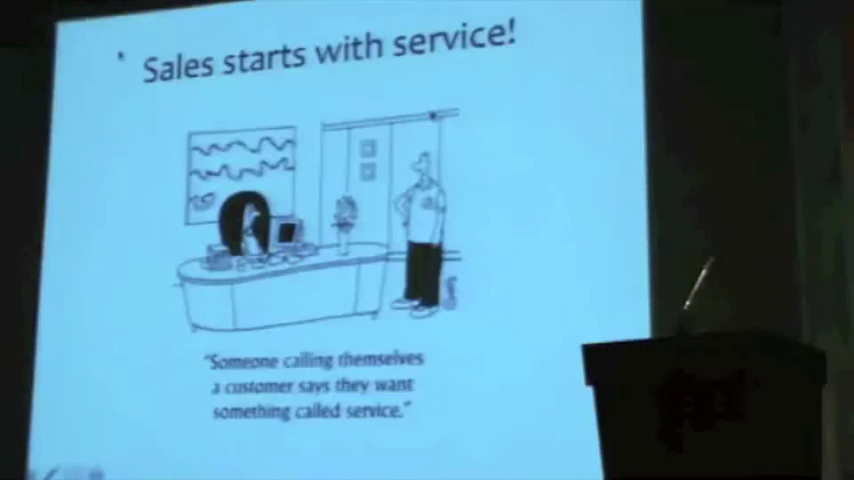 Sales starts with service!
"Someone calling themselves
a customer says they want
something called service."